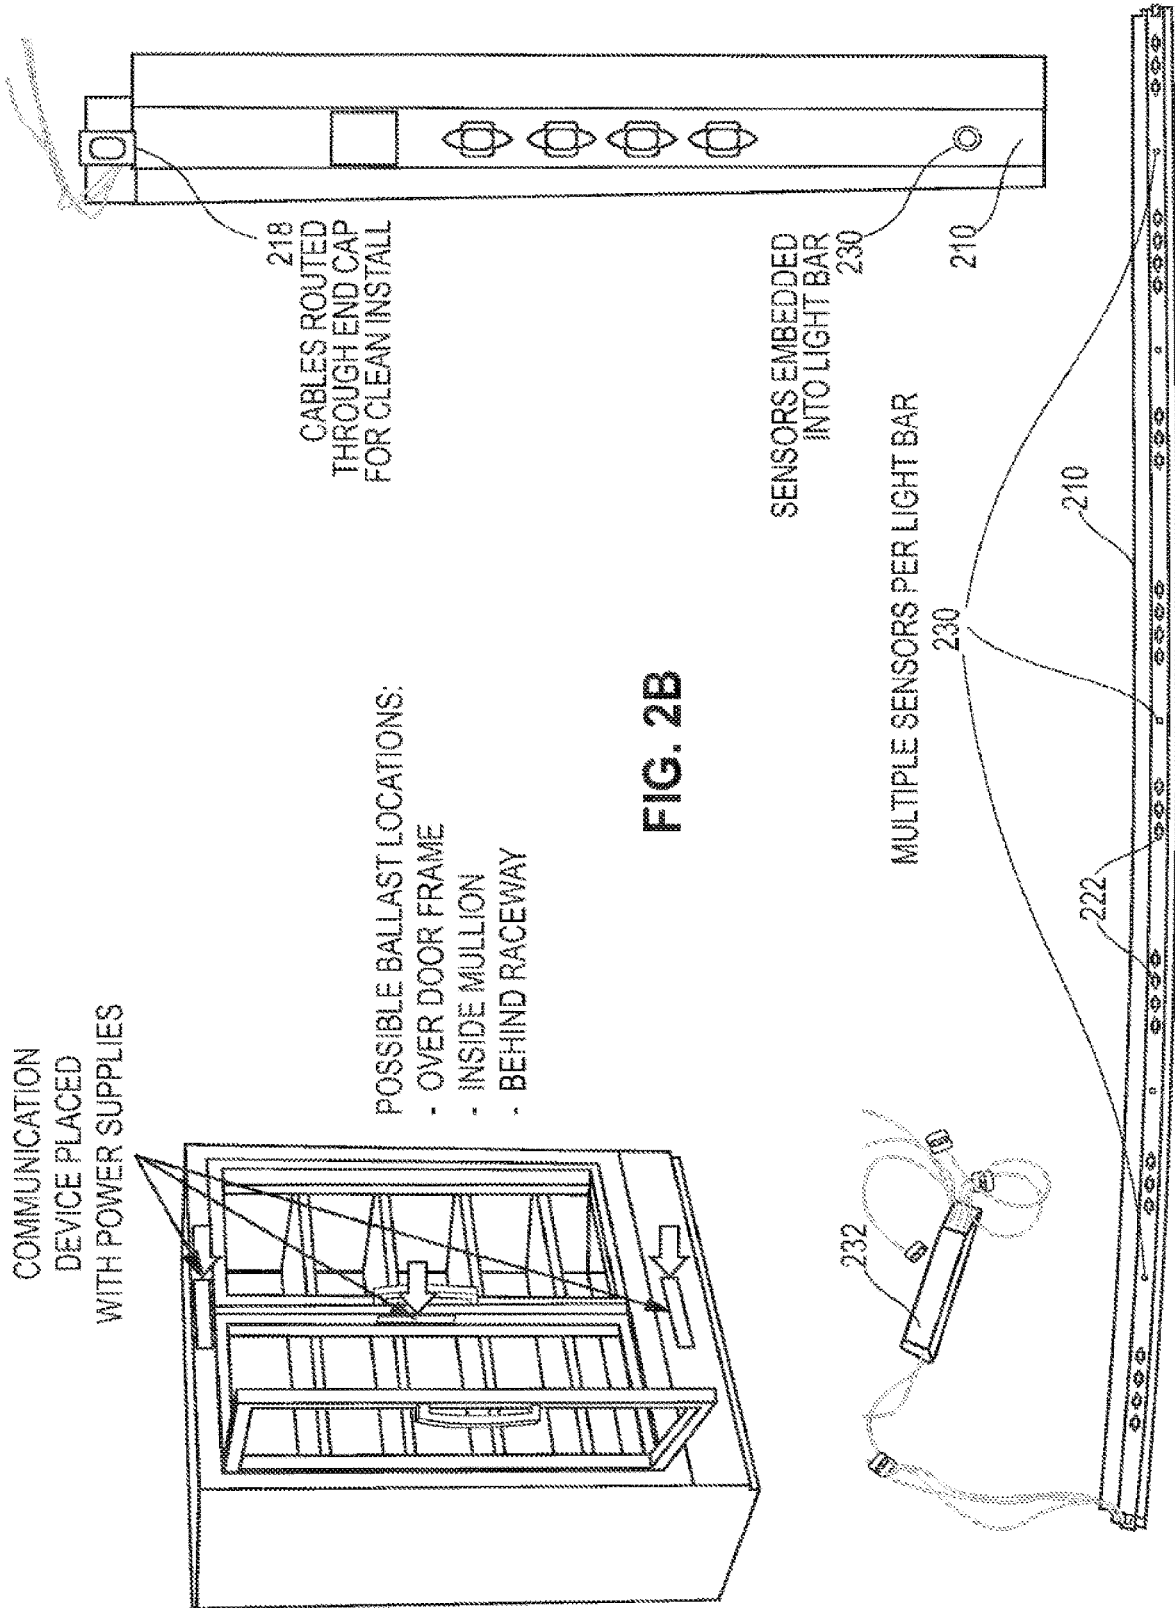 COMMUNICATION
DEVICE PLACED
WITH POWER SUPPLIES
POSSIBLE BALLAST LOCATIONS:
- OVER DOOR FRAME
- INSIDE MULLION
- BEHIND RACEWAY
218
CABLES ROUTED
THROUGH END CAP
FOR CLEAN INSTALL
FIG. 2B
SENSORS EMBEDDED
INTO LIGHT BAR
230
210
232
MULTIPLE SENSORS PER LIGHT BAR
230
222
210